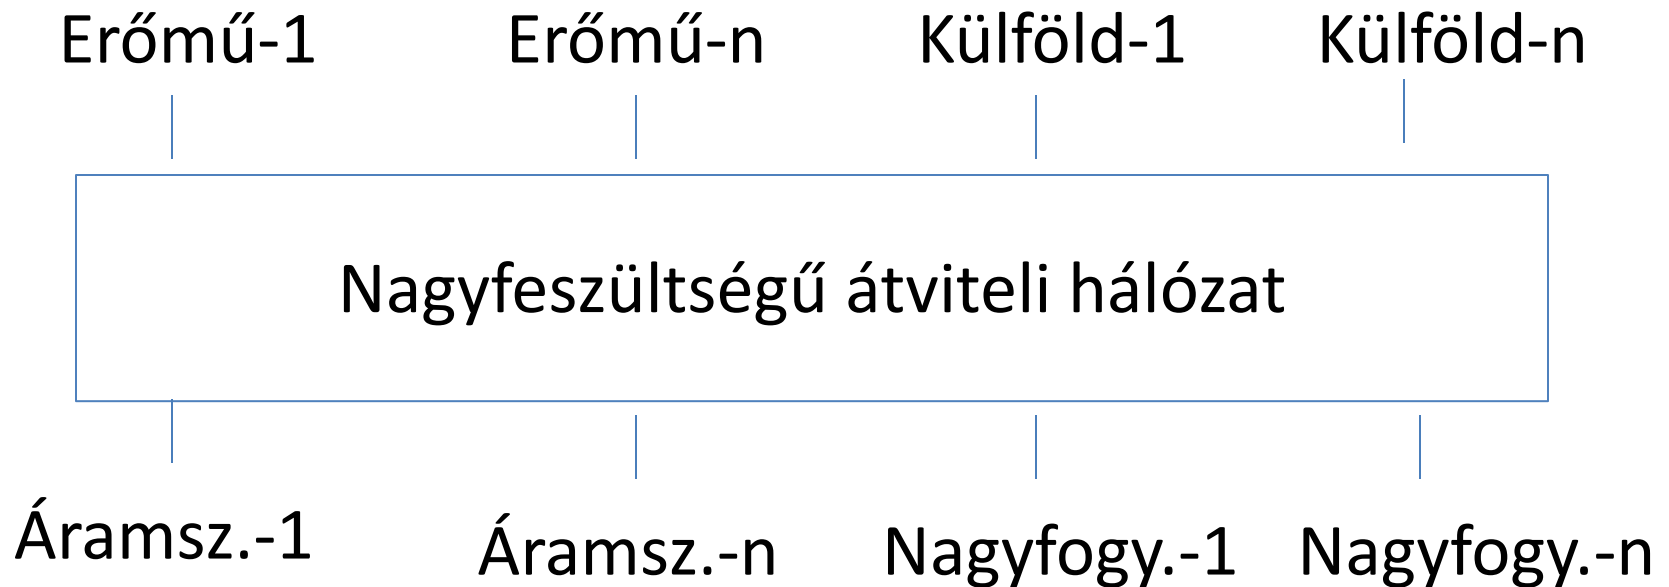 Erőmű-1 Erőmű-n Külföld-1 Külföld-n
Nagyfeszültségű átviteli hálózat
Áramsz.-1 Áramsz.-n Nagyfogy.-1 Nagyfogy.-n